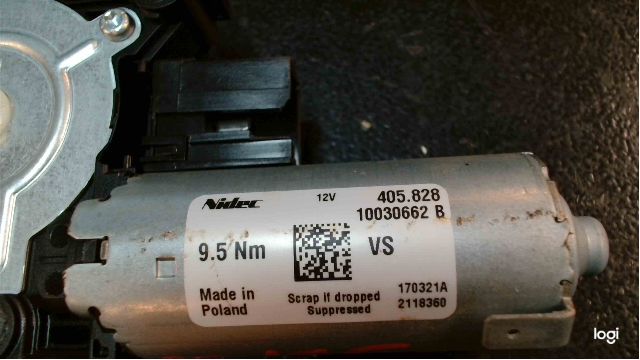 Nidec 12V 405.828
10030662 B
9.5 Nm VS
Made in Poland
Scrap if dropped
Suppressed
170321A
2118360
logi